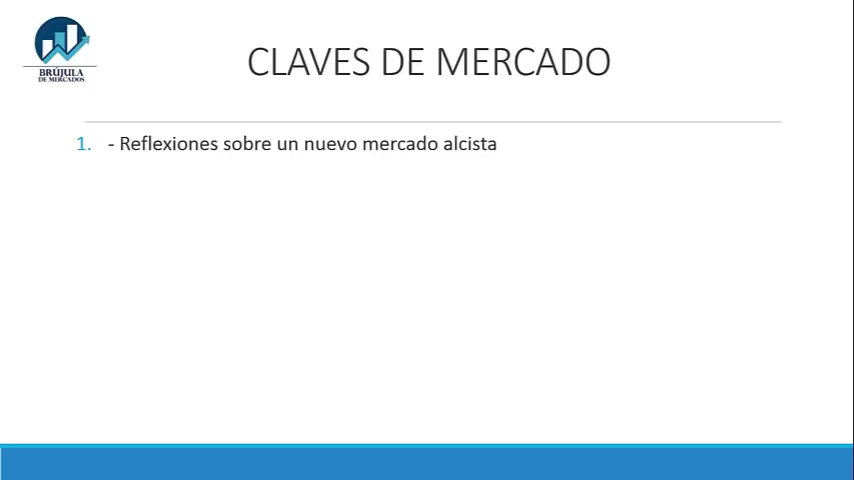 BRÚJULA
DE MERCADOS
CLAVES DE MERCADO
1. - Reflexiones sobre un nuevo mercado alcista